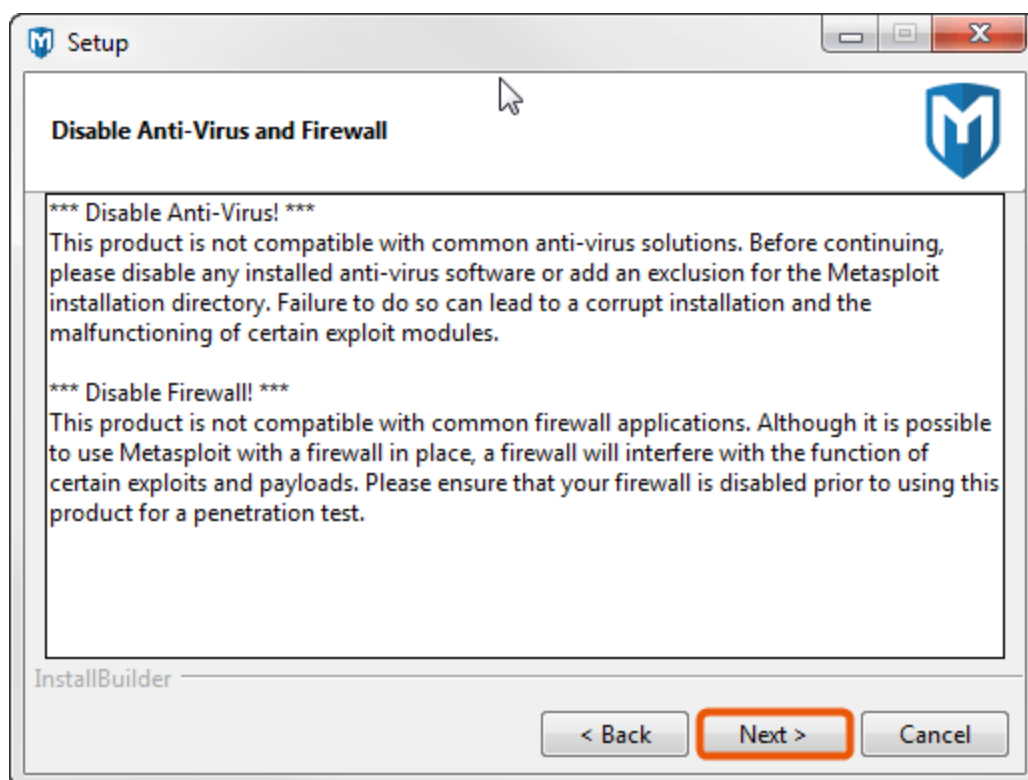 Setup
Disable Anti-Virus and Firewall
*** Disable Anti-Virus! ***
This product is not compatible with common anti-virus solutions. Before continuing,
please disable any installed anti-virus software or add an exclusion for the Metasploit
installation directory. Failure to do so can lead to a corrupt installation and the
malfunctioning of certain exploit modules.
*** Disable Firewall! ***
This product is not compatible with common firewall applications. Although it is possible
to use Metasploit with a firewall in place, a firewall will interfere with the function of
certain exploits and payloads. Please ensure that your firewall is disabled prior to using this
product for a penetration test.
InstallBuilder
< Back Next > Cancel